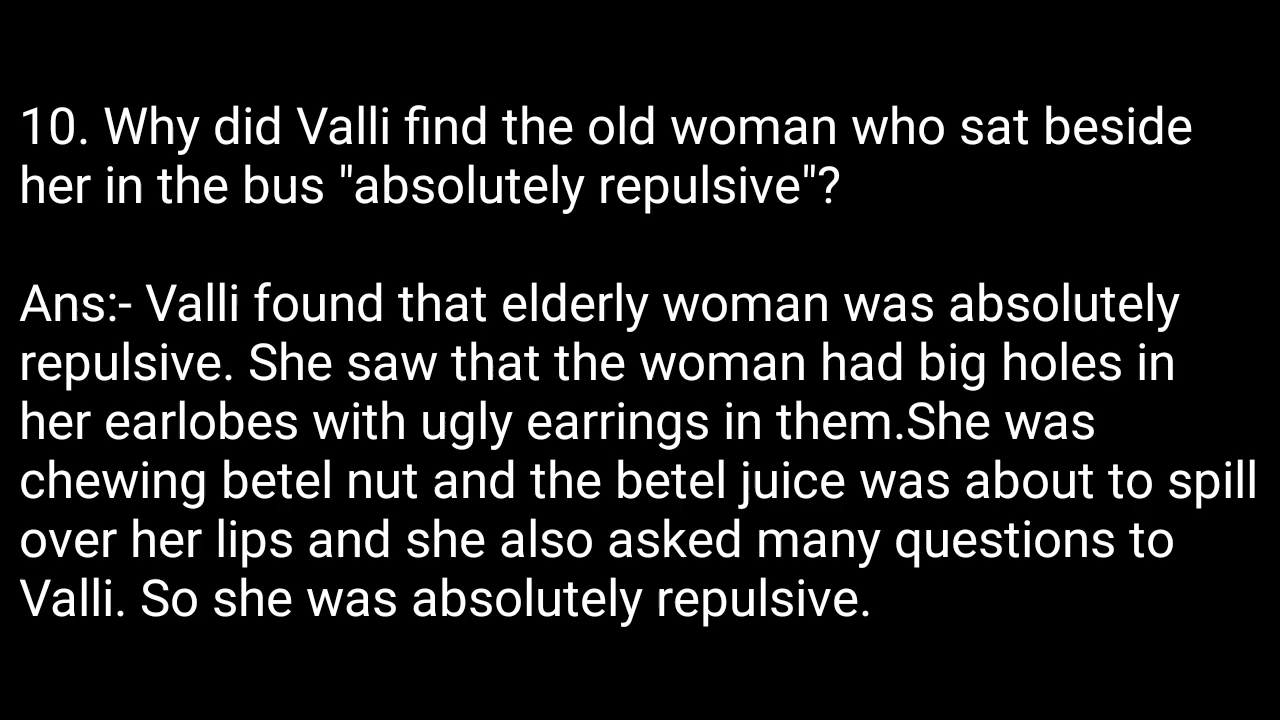 10. Why did Valli find the old woman who sat beside
her in the bus "absolutely repulsive"?
Ans:- Valli found that elderly woman was absolutely
repulsive. She saw that the woman had big holes in
her earlobes with ugly earrings in them.She was
chewing betel nut and the betel juice was about to spill
over her lips and she also asked many questions to
Valli. So she was absolutely repulsive.